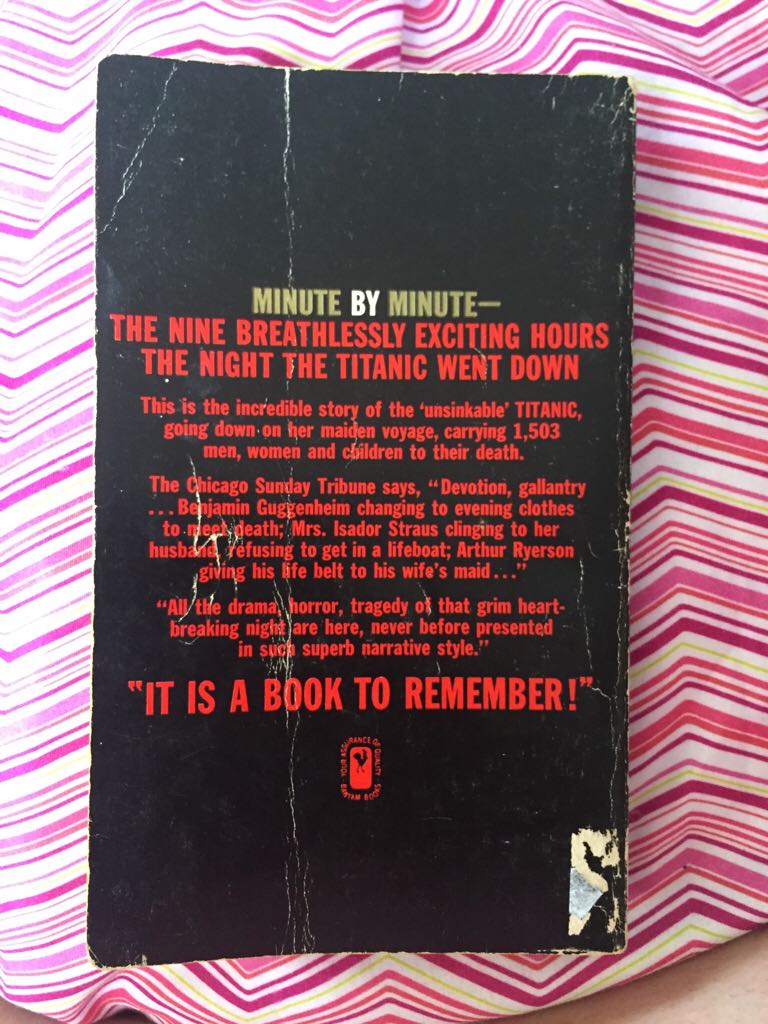 MINUTE BY MINUTE—
THE NINE BREATHLESSLY EXCITING HOURS
THE NIGHT THE TITANIC WENT DOWN
This is the incredible story of the 'unsinkable' TITANIC,
going down on her maiden voyage, carrying 1,503
men, women and children to their death.
The Chicago Sunday Tribune says, "Devotion, gallantry
...Benjamin Guggenheim changing to evening clothes
to meet death; Mrs. Isador Straus clinging to her
husband, refusing to get in a lifeboat; Arthur Ryerson
giving his life belt to his wife's maid..."
"All the drama, horror, tragedy of that grim heart-
breaking night are here, never before presented
in such superb narrative style."
"IT IS A BOOK TO REMEMBER!"
YOUR ASSURANCE OF QUALITY
BANTAM BOOKS